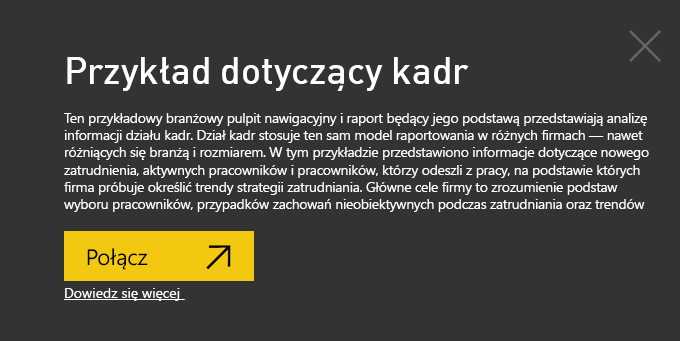 Przykład dotyczący kadr
Ten przykładowy branżowy pulpit nawigacyjny i raport będący jego podstawą przedstawiają analizę
informacji działu kadr. Dział kadr stosuje ten sam model raportowania w różnych firmach — nawet
różniących się branżą i rozmiarem. W tym przykładzie przedstawiono informacje dotyczące nowego
zatrudnienia, aktywnych pracowników i pracowników, którzy odeszli z pracy, na podstawie których
firma próbuje określić trendy strategii zatrudniania. Główne cele firmy to zrozumienie podstaw
wyboru pracowników, przypadków zachowań nieobiektywnych podczas zatrudniania oraz trendów
Połącz
Dowiedz się więcej